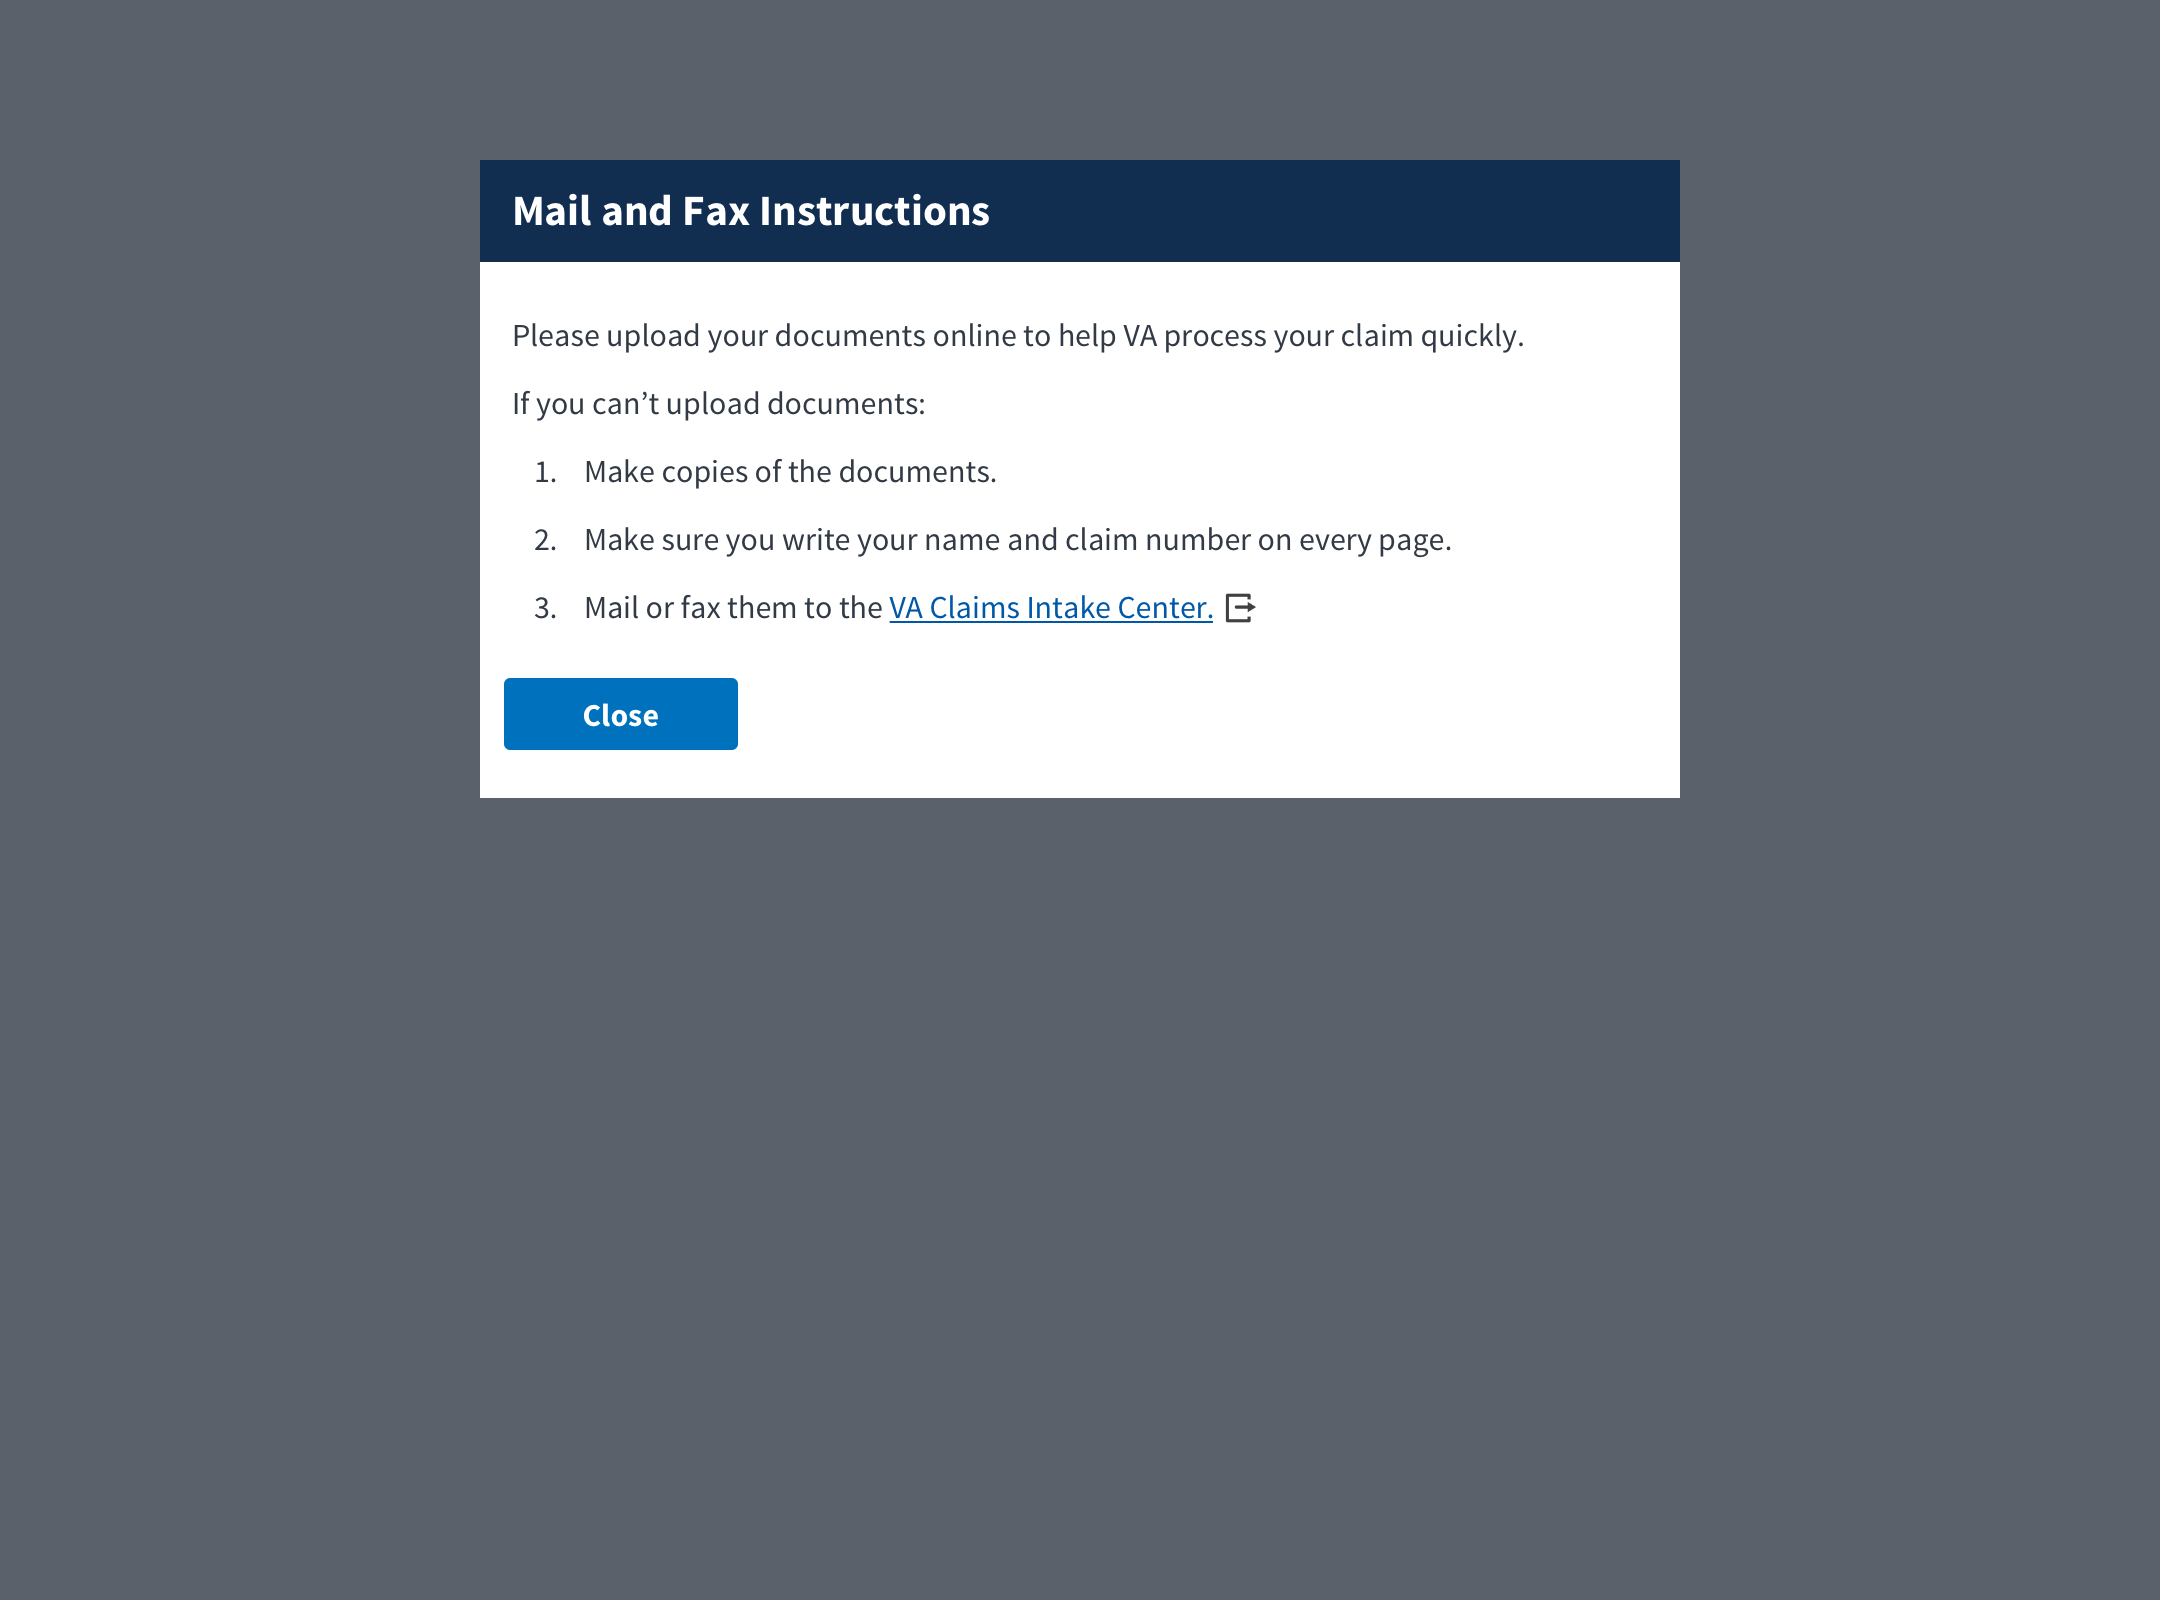 Mail and Fax Instructions
Please upload your documents online to help VA process your claim quickly.
If you can’t upload documents:
1. Make copies of the documents.
2. Make sure you write your name and claim number on every page.
3. Mail or fax them to the VA Claims Intake Center.
Close